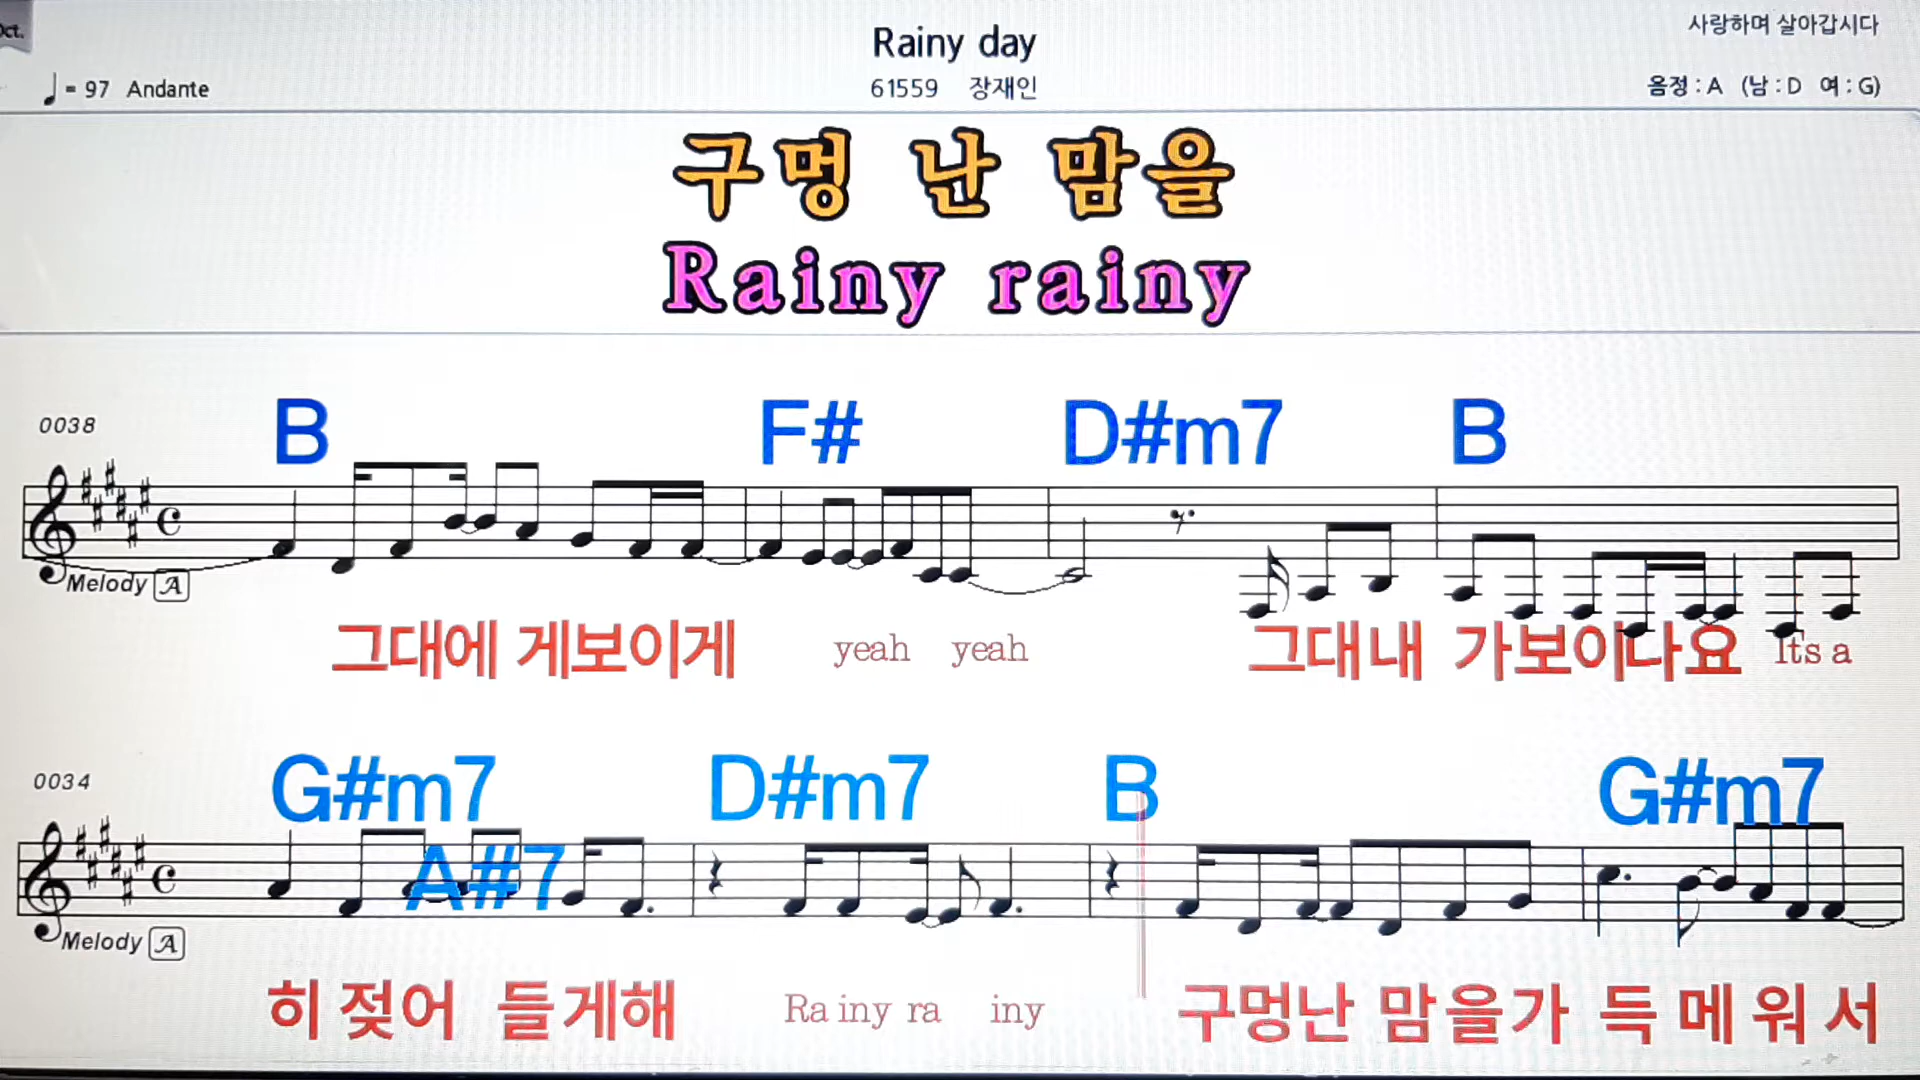 Oct.
Rainy day
사랑하며 살아갑시다
♩ = 97 Andante
61559 장재인
음정 : A (남 : D 여 : G)
구멍 난 맘을
Rainy rainy
0038
B F# D#m7 B
Melody A
그대에 게보이게 yeah yeah 그대내 가보이나요 It's a
0034
G#m7 A#7 D#m7 B G#m7
Melody A
히 젖어 들게해 Ra iny ra iny 구멍난 맘을가 득 메 워 서